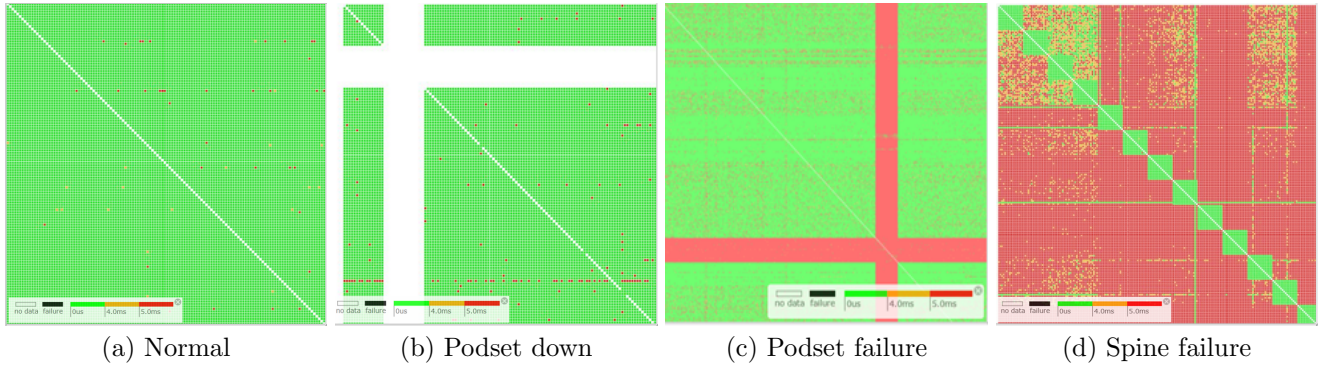 no data failure 0us 4.0ms 5.0ms
no data failure 0us 4.0ms 5.0ms
no data failure 0us 4.0ms 5.0ms
no data failure 0us 4.0ms 5.0ms
(a) Normal
(b) Podset down
(c) Podset failure
(d) Spine failure